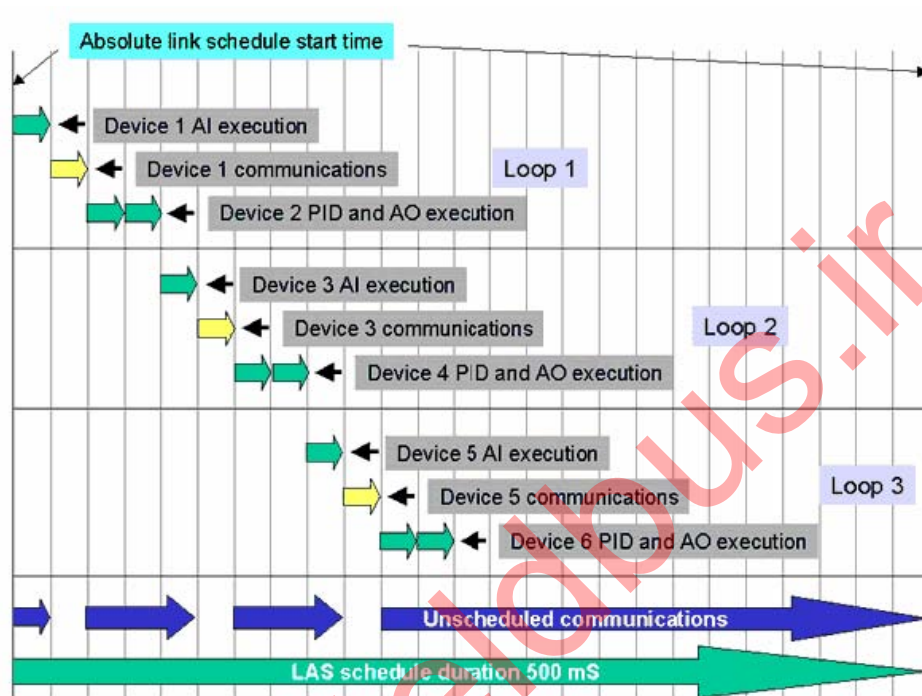 Absolute link schedule start time
Device 1 AI execution
Device 1 communications
Loop 1
Device 2 PID and AO execution
Device 3 AI execution
Device 3 communications
Loop 2
Device 4 PID and AO execution
Device 5 AI execution
Device 5 communications
Loop 3
Device 6 PID and AO execution
Unscheduled communications
LAS schedule duration 500 mS
eldbus.ir